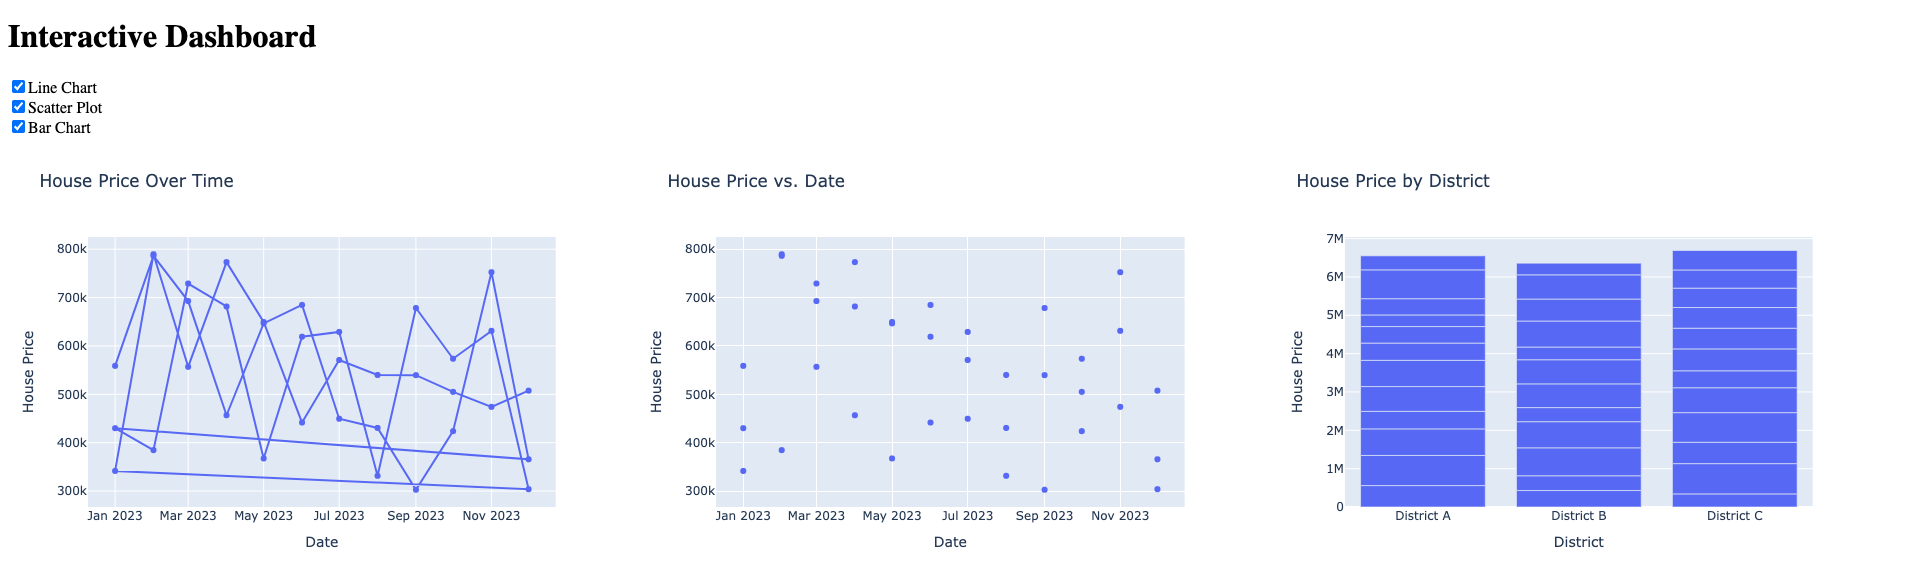 Interactive Dashboard
Line Chart
Scatter Plot
Bar Chart
House Price Over Time
800k
700k
600k
500k
400k
300k
House Price
Jan 2023 Mar 2023 May 2023 Jul 2023 Sep 2023 Nov 2023
Date
House Price vs. Date
800k
700k
600k
500k
400k
300k
House Price
Jan 2023 Mar 2023 May 2023 Jul 2023 Sep 2023 Nov 2023
Date
House Price by District
7M
6M
5M
4M
3M
2M
1M
0
House Price
District A District B District C
District